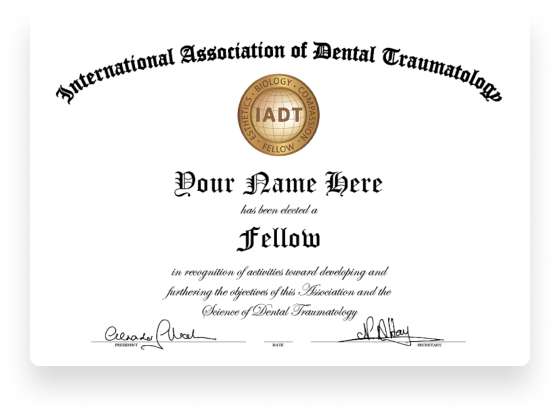 International Association of Dental Traumatology
ESTHETICS · BIOLOGY · COMPASSION
IADT
· FELLOW ·
Your Name Here
has been elected a
Fellow
in recognition of activities toward developing and
furthering the objectives of this Association and the
Science of Dental Traumatology
PRESIDENT DATE SECRETARY